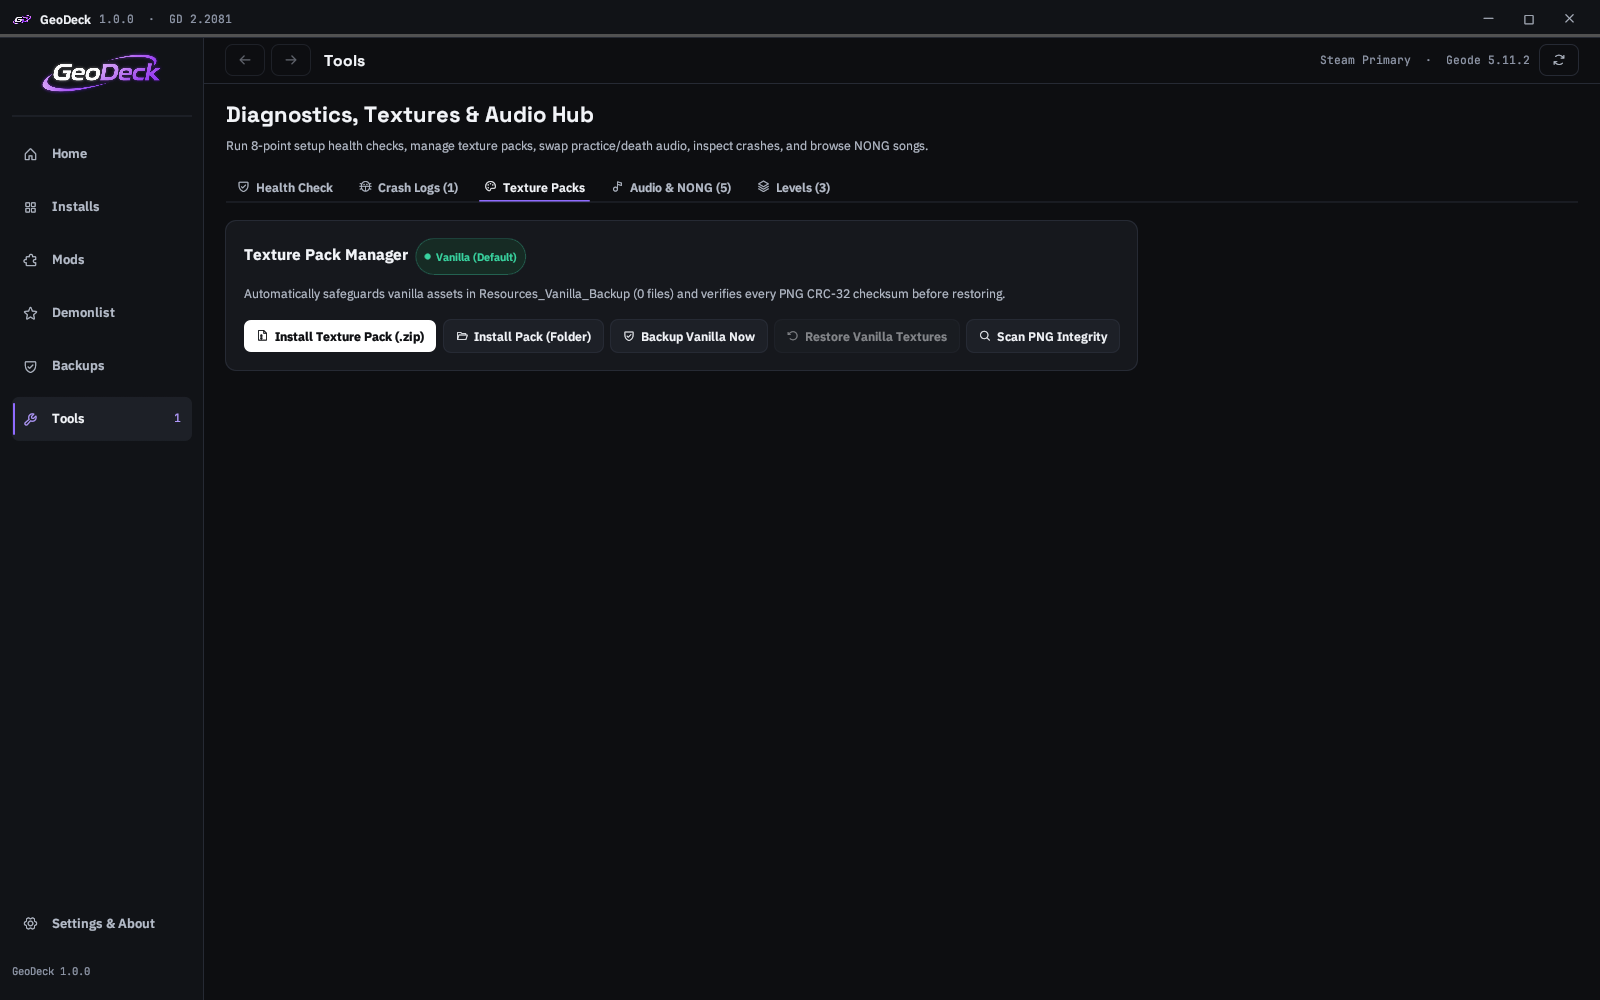 GeoDeck 1.0.0 · GD 2.2081
GeoDeck
Home
Installs
Mods
Demonlist
Backups
Tools 1
Settings & About
GeoDeck 1.0.0
Tools
Steam Primary · Geode 5.11.2
Diagnostics, Textures & Audio Hub
Run 8-point setup health checks, manage texture packs, swap practice/death audio, inspect crashes, and browse NONG songs.
Health Check Crash Logs (1) Texture Packs Audio & NONG (5) Levels (3)
Texture Pack Manager Vanilla (Default)
Automatically safeguards vanilla assets in Resources_Vanilla_Backup (0 files) and verifies every PNG CRC-32 checksum before restoring.
Install Texture Pack (.zip) Install Pack (Folder) Backup Vanilla Now Restore Vanilla Textures Scan PNG Integrity